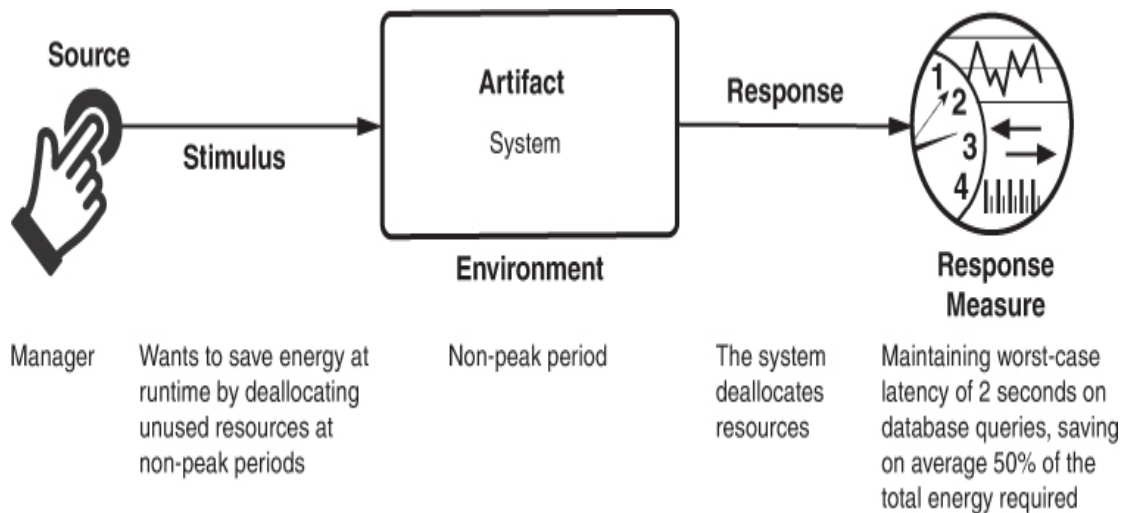 Source
Stimulus
Artifact
System
Environment
Response
1
2
3
4
Response
Measure
Manager
Wants to save energy at
runtime by deallocating
unused resources at
non-peak periods
Non-peak period
The system
deallocates
resources
Maintaining worst-case
latency of 2 seconds on
database queries, saving
on average 50% of the
total energy required